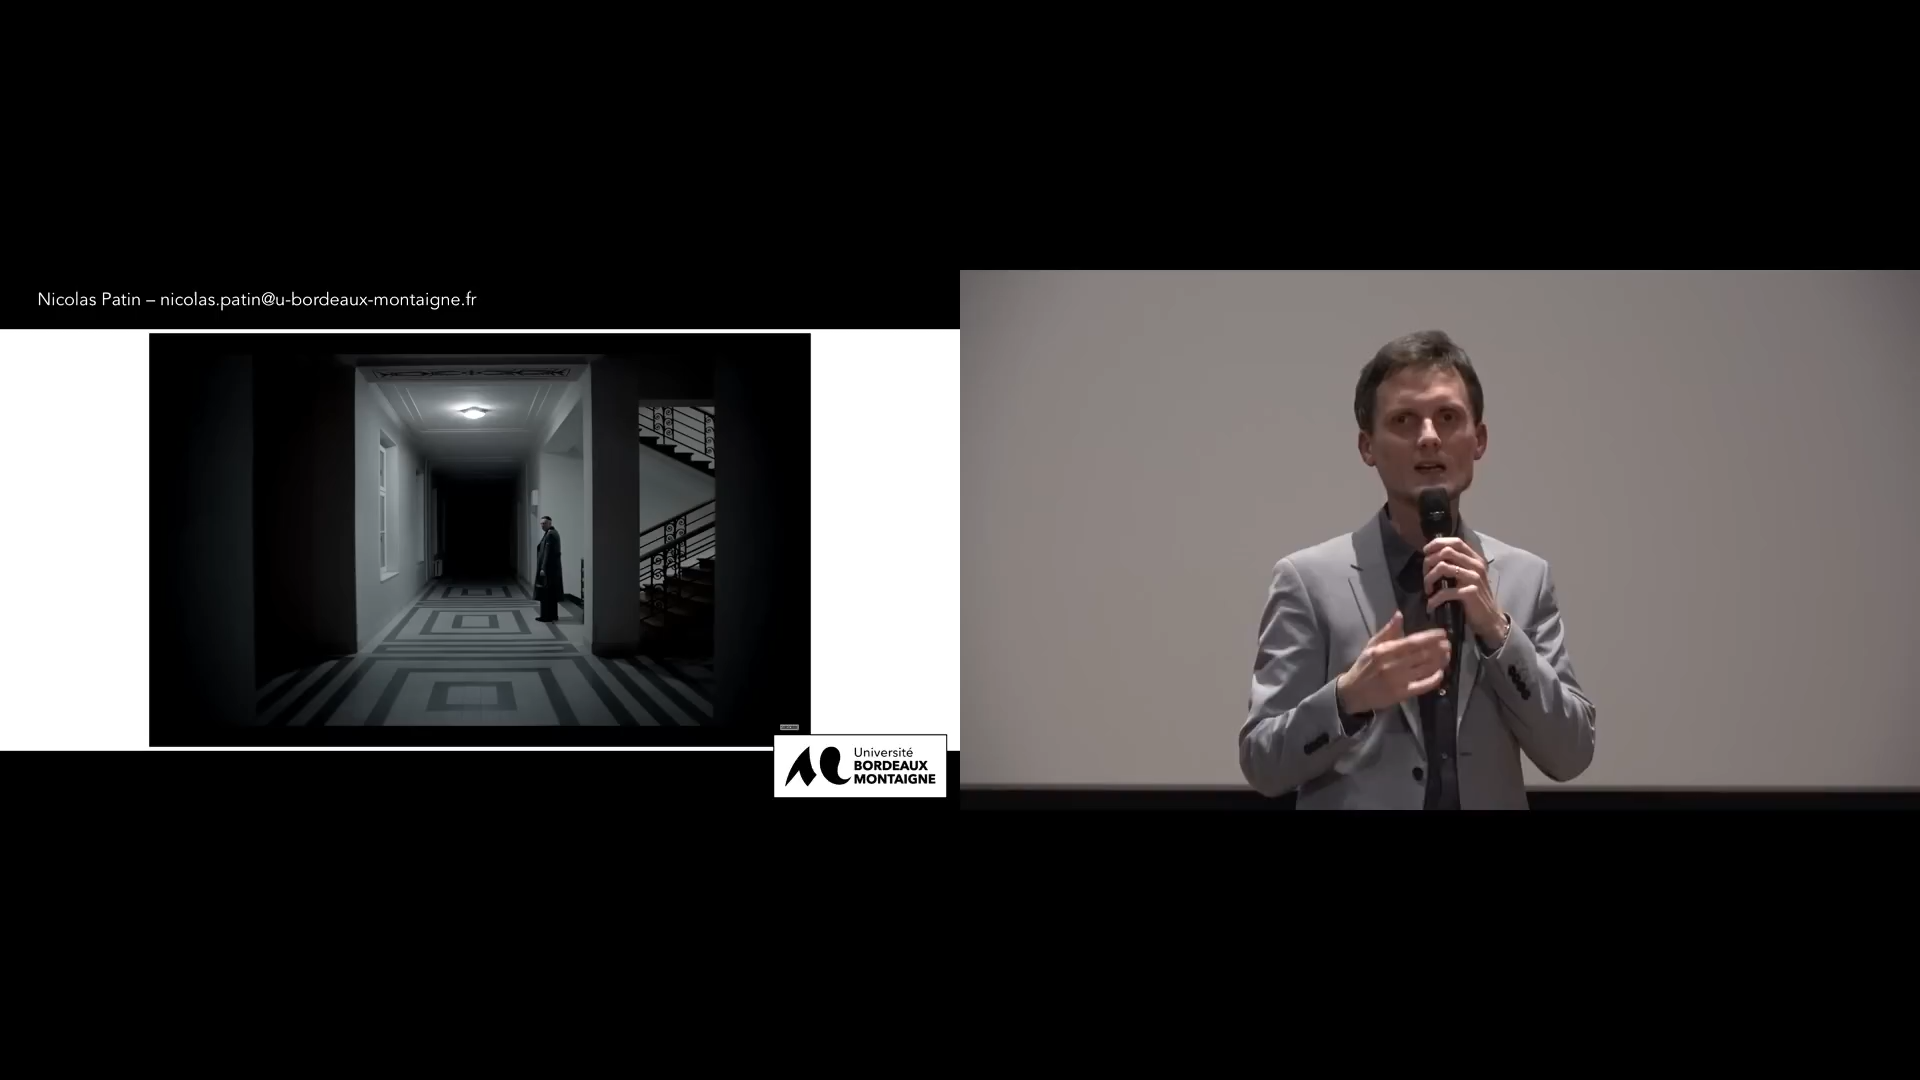 Nicolas Patin – nicolas.patin@u-bordeaux-montaigne.fr
Université
BORDEAUX
MONTAIGNE